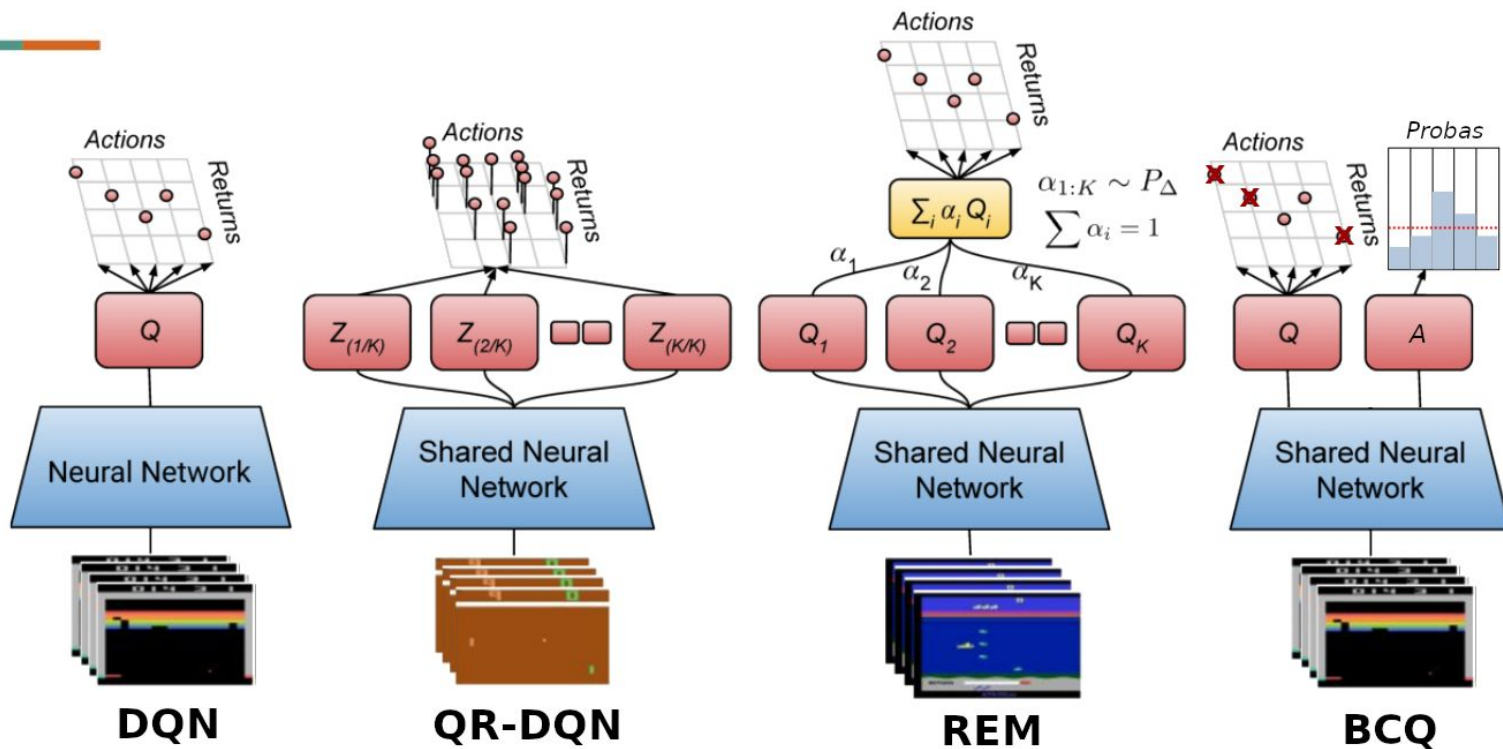 Actions
Returns
Q
Neural Network
DQN
Actions
Returns
Z(1/K)
Z(2/K)
Z(K/K)
Shared Neural
Network
QR-DQN
Actions
Returns
∑i αi Qi
α1:K ∼ PΔ
∑ αi = 1
α1
α2
αK
Q1
Q2
QK
Shared Neural
Network
REM
Actions
Returns
Probas
Q
A
Shared Neural
Network
BCQ